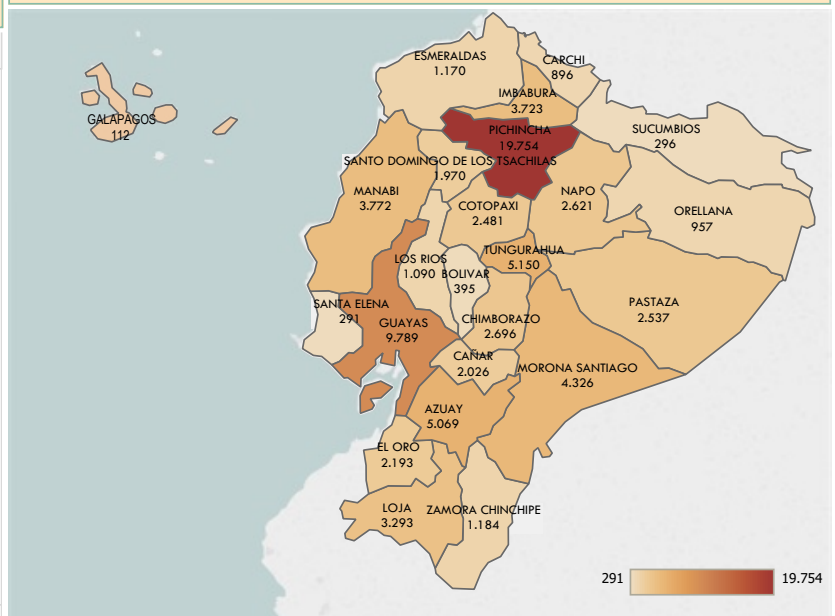 ESMERALDAS
1.170
CARCHI
896
IMBABURA
3.723
GALAPAGOS
112
PICHINCHA
19.754
SUCUMBIOS
296
SANTO DOMINGO DE LOS TSACHILAS
1.970
MANABI
3.772
NAPO
2.621
COTOPAXI
2.481
ORELLANA
957
TUNGURAHUA
5.150
LOS RIOS
1.090
BOLIVAR
395
SANTA ELENA
291
PASTAZA
2.537
GUAYAS
9.789
CHIMBORAZO
2.696
CAÑAR
2.026
MORONA SANTIAGO
4.326
AZUAY
5.069
EL ORO
2.193
LOJA
3.293
ZAMORA CHINCHIPE
1.184
291
19.754